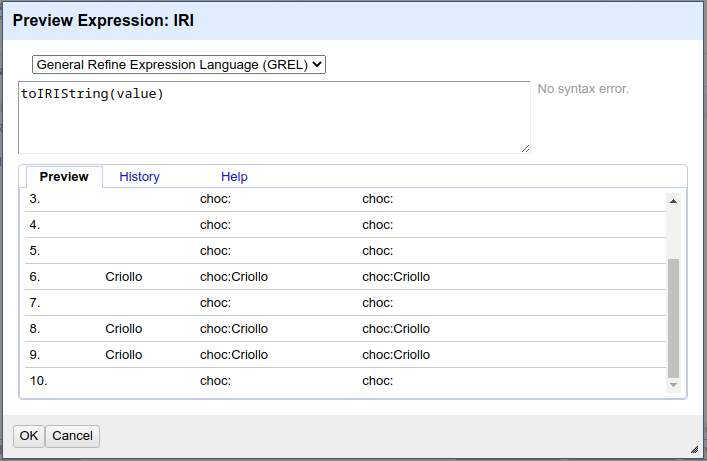 Preview Expression: IRI
General Refine Expression Language (GREL)
toIRIString(value)
No syntax error.
Preview History Help
3. choc: choc:
4. choc: choc:
5. choc: choc:
6. Criollo choc:Criollo choc:Criollo
7. choc: choc:
8. Criollo choc:Criollo choc:Criollo
9. Criollo choc:Criollo choc:Criollo
10. choc: choc:
OK Cancel